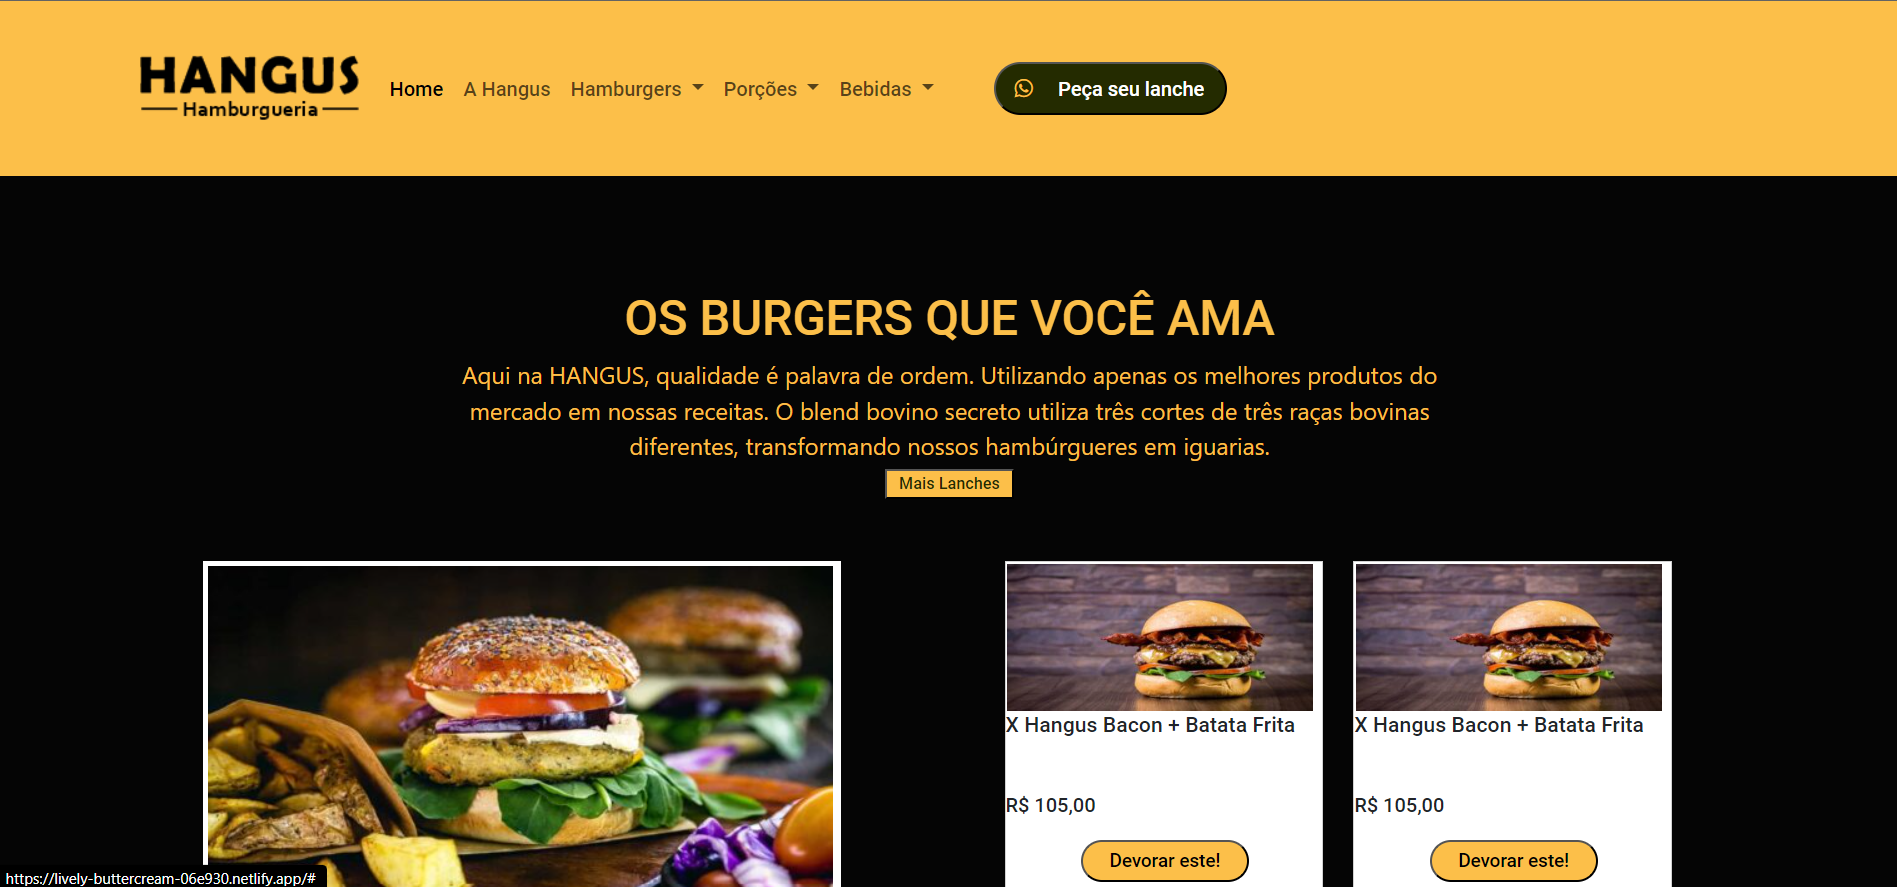 HANGUS
Hamburgueria
Home A Hangus Hamburgers Porções Bebidas Peça seu lanche
OS BURGERS QUE VOCÊ AMA
Aqui na HANGUS, qualidade é palavra de ordem. Utilizando apenas os melhores produtos do
mercado em nossas receitas. O blend bovino secreto utiliza três cortes de três raças bovinas
diferentes, transformando nossos hambúrgueres em iguarias.
Mais Lanches
X Hangus Bacon + Batata Frita
R$ 105,00
Devorar este!
X Hangus Bacon + Batata Frita
R$ 105,00
Devorar este!
https://lively-buttercream-06e930.netlify.app/#